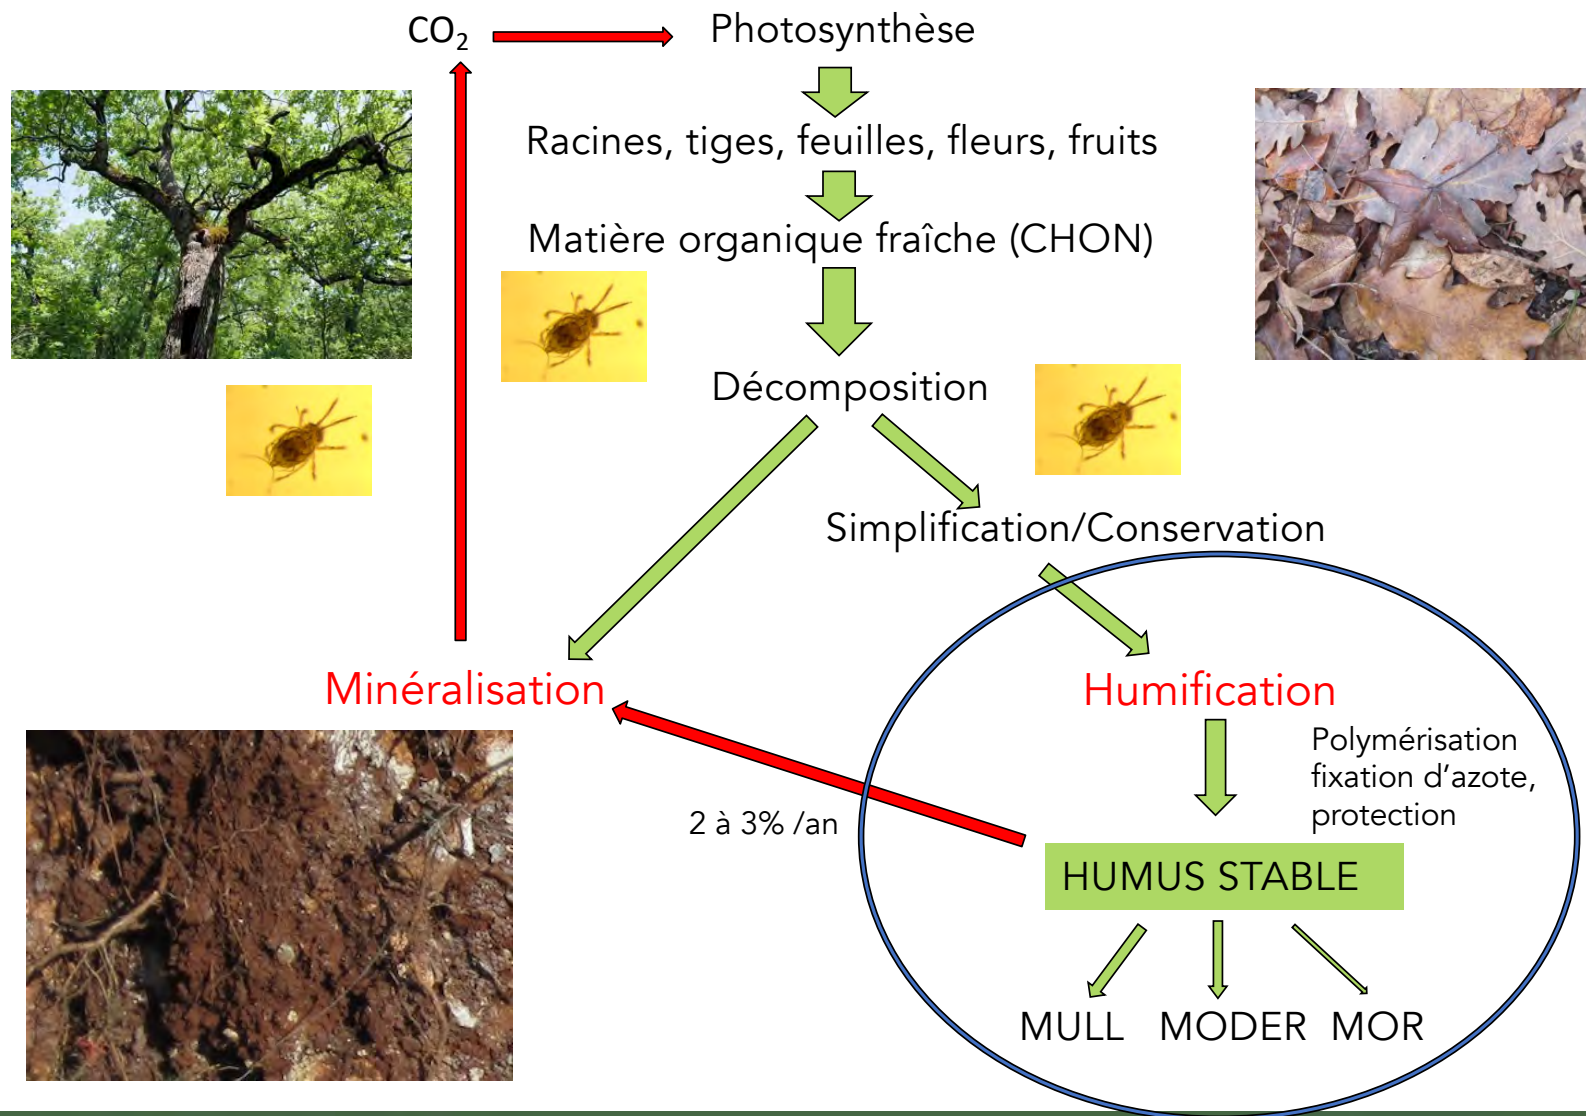 CO₂
Photosynthèse
Racines, tiges, feuilles, fleurs, fruits
Matière organique fraîche (CHON)
Décomposition
Simplification/Conservation
Minéralisation
Humification
Polymérisation
fixation d’azote,
protection
2 à 3% /an
HUMUS STABLE
MULL
MODER
MOR